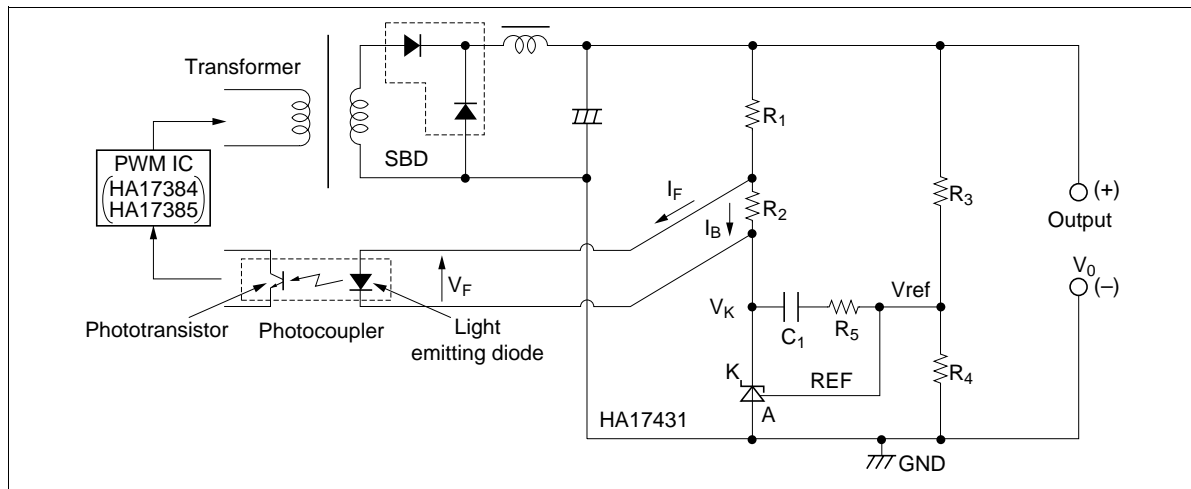 Transformer
SBD
PWM IC
(HA17384
HA17385)
R1
R2
R3
IF
IB
(+)
Output
V0
(–)
VF
Phototransistor
Photocoupler
Light
emitting diode
VK
C1
R5
Vref
R4
K
REF
A
HA17431
GND